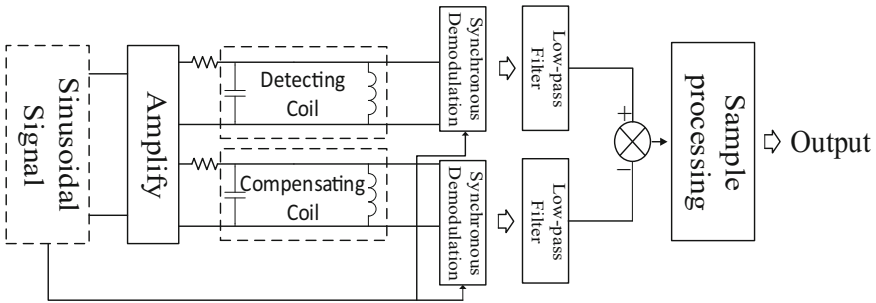 Sinusoidal
Signal
Amplify
Detecting
Coil
Compensating
Coil
Synchronous
Demodulation
Synchronous
Demodulation
Low-pass
Filter
Low-pass
Filter
+
−
Sample
processing
Output